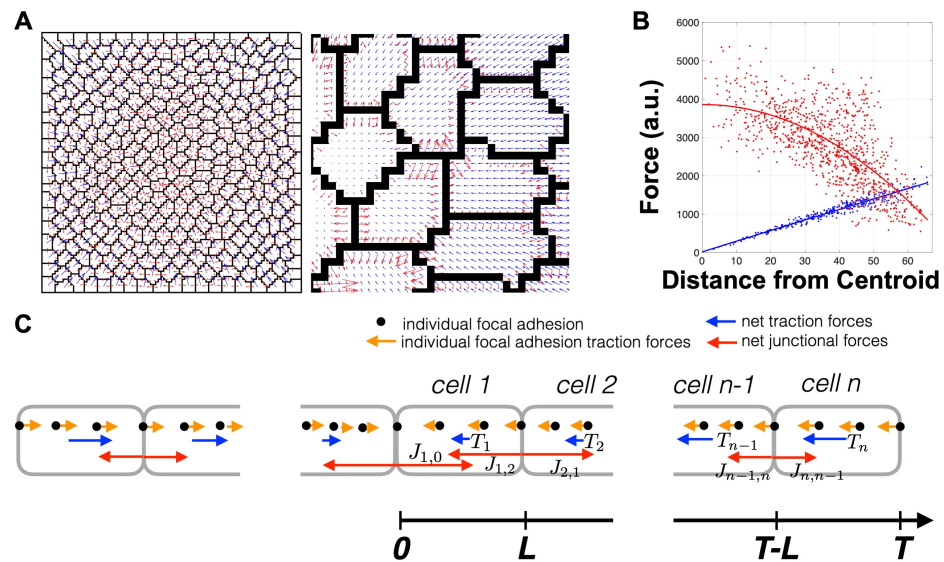 A
B
6000
5000
4000
3000
2000
1000
0
Force (a.u.)
0 10 20 30 40 50 60
Distance from Centroid
C
individual focal adhesion
net traction forces
individual focal adhesion traction forces
net junctional forces
cell 1 cell 2 cell n-1 cell n
T1 T2 Tn−1 Tn
J1,0 J1,2 J2,1 Jn−1,n Jn,n−1
0 L T-L T